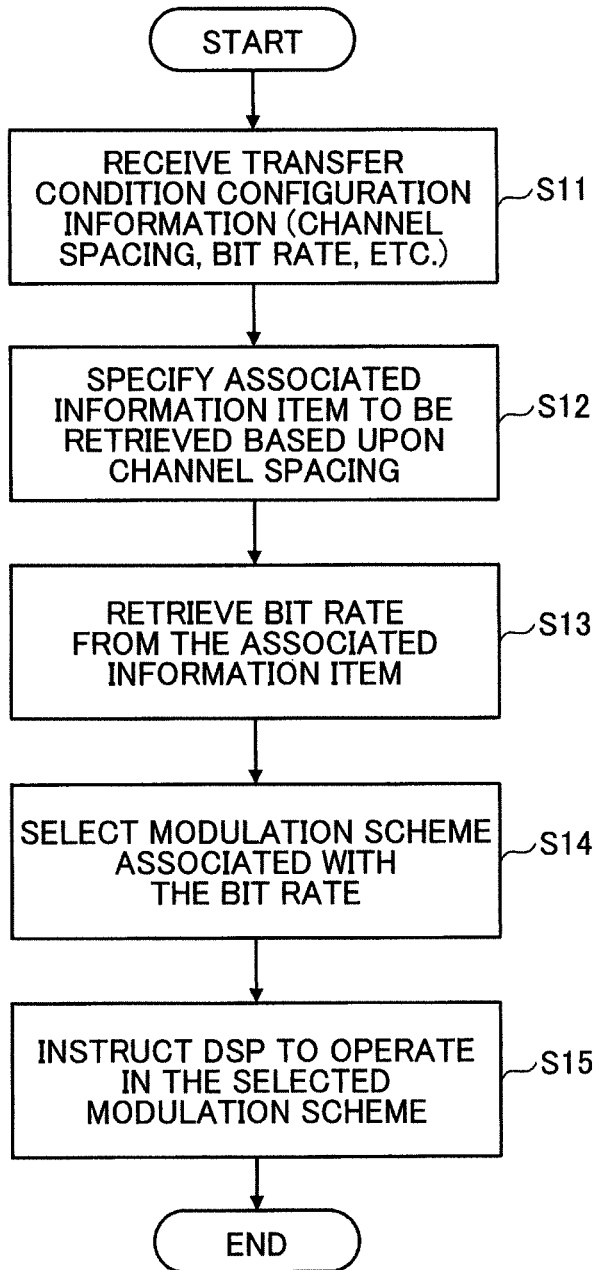 START
RECEIVE TRANSFER
CONDITION CONFIGURATION
INFORMATION (CHANNEL
SPACING, BIT RATE, ETC.)
S11
SPECIFY ASSOCIATED
INFORMATION ITEM TO BE
RETRIEVED BASED UPON
CHANNEL SPACING
S12
RETRIEVE BIT RATE
FROM THE ASSOCIATED
INFORMATION ITEM
S13
SELECT MODULATION SCHEME
ASSOCIATED WITH
THE BIT RATE
S14
INSTRUCT DSP TO OPERATE
IN THE SELECTED
MODULATION SCHEME
S15
END